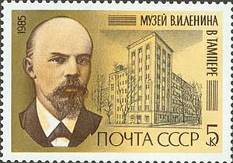 1985
МУЗЕЙ В.И.ЛЕНИНА
В ТАМПЕРЕ
ПОЧТА СССР
5К